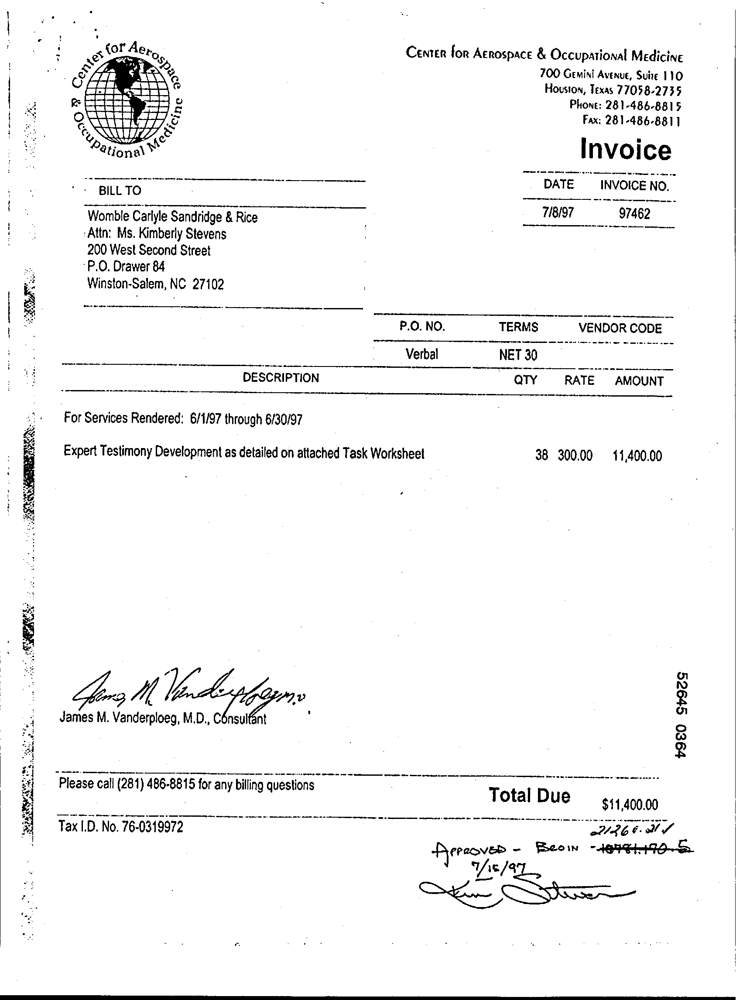 Center for Aerospace
& Occupational Medicine
Center for Aerospace & Occupational Medicine
700 Gemini Avenue, Suite 110
Houston, Texas 77058-2735
Phone: 281-486-8815
Fax: 281-486-8811
Invoice
DATE INVOICE NO.
7/8/97 97462
BILL TO
Womble Carlyle Sandridge & Rice
Attn: Ms. Kimberly Stevens
200 West Second Street
P.O. Drawer 84
Winston-Salem, NC 27102
P.O. NO. TERMS VENDOR CODE
Verbal NET 30
DESCRIPTION QTY RATE AMOUNT
For Services Rendered: 6/1/97 through 6/30/97
Expert Testimony Development as detailed on attached Task Worksheet 38 300.00 11,400.00
James M. Vanderploeg M.D
James M. Vanderploeg, M.D., Consultant
52645 0364
Please call (281) 486-8815 for any billing questions
Total Due $11,400.00
Tax I.D. No. 76-0319972
APPROVED -
7/15/97
Kim Stevens